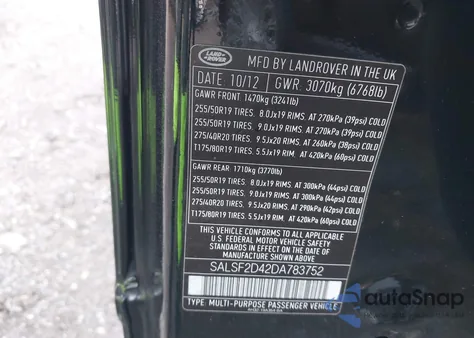 LAND
ROVER
MFD BY LANDROVER IN THE UK
DATE 10/12 GWR: 3070kg (6768lb)
GAWR FRONT 1470kg (3241lb)
255/50R19 TIRES. 8.0Jx19 RIMS. AT 270kPa (39psi) COLD
255/50R19 TIRES. 9.0Jx19 RIMS. AT 270kPa (39psi) COLD
275/40R20 TIRES. 9.5Jx20 RIMS. AT 260kPa (38psi) COLD
T175/80R19 TIRES. 5.5Jx19 RIM. AT 420kPa (60psi) COLD
GAWR REAR 1710kg (3770lb)
255/50R19 TIRES. 8.0Jx19 RIMS. AT 300kPa (44psi) COLD
255/50R19 TIRES. 9.0Jx19 RIMS. AT 300kPa (44psi) COLD
275/40R20 TIRES. 9.5Jx20 RIMS. AT 290kPa (42psi) COLD
T175/80R19 TIRES. 5.5Jx19 RIM. AT 420kPa (60psi) COLD
THIS VEHICLE CONFORMS TO ALL APPLICABLE
U.S. FEDERAL MOTOR VEHICLE SAFETY
STANDARDS IN EFFECT ON THE DATE OF
MANUFACTURE SHOWN ABOVE.
SALSF2D42DA783752
TYPE: MULTI-PURPOSE PASSENGER VEHICLE
autoSnap